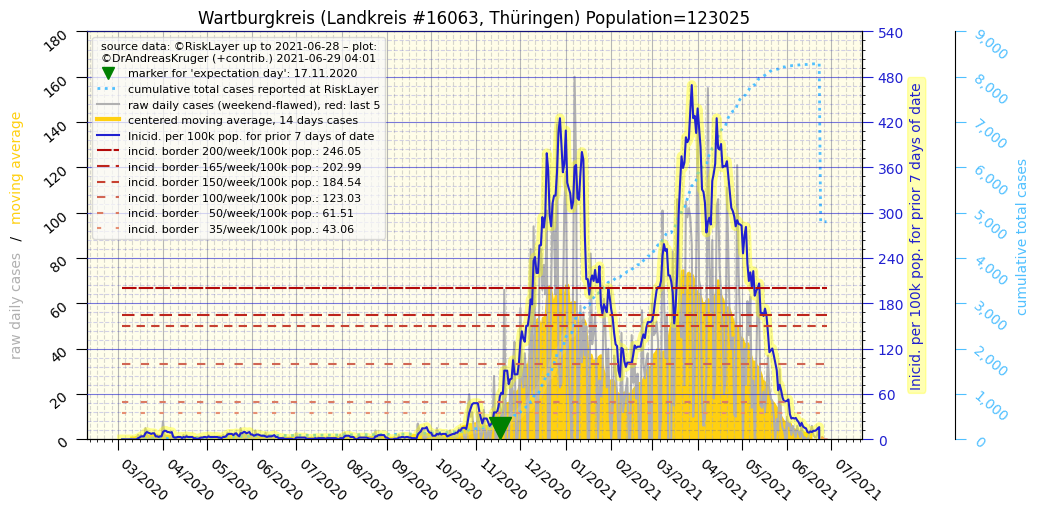 Wartburgkreis (Landkreis #16063, Thüringen) Population=123025
source data: ©RiskLayer up to 2021-06-28 – plot:
©DrAndreasKruger (+contrib.) 2021-06-29 04:01
marker for 'expectation day': 17.11.2020
cumulative total cases reported at RiskLayer
raw daily cases (weekend-flawed), red: last 5
centered moving average, 14 days cases
Inicid. per 100k pop. for prior 7 days of date
incid. border 200/week/100k pop.: 246.05
incid. border 165/week/100k pop.: 202.99
incid. border 150/week/100k pop.: 184.54
incid. border 100/week/100k pop.: 123.03
incid. border   50/week/100k pop.: 61.51
incid. border   35/week/100k pop.: 43.06
raw daily cases   /   moving average
180
160
140
120
100
80
60
40
20
0
540
480
420
360
300
240
180
120
60
0
Inicid. per 100k pop. for prior 7 days of date
9,000
8,000
7,000
6,000
5,000
4,000
3,000
2,000
1,000
0
cumulative total cases
03/2020
04/2020
05/2020
06/2020
07/2020
08/2020
09/2020
10/2020
11/2020
12/2020
01/2021
02/2021
03/2021
04/2021
05/2021
06/2021
07/2021